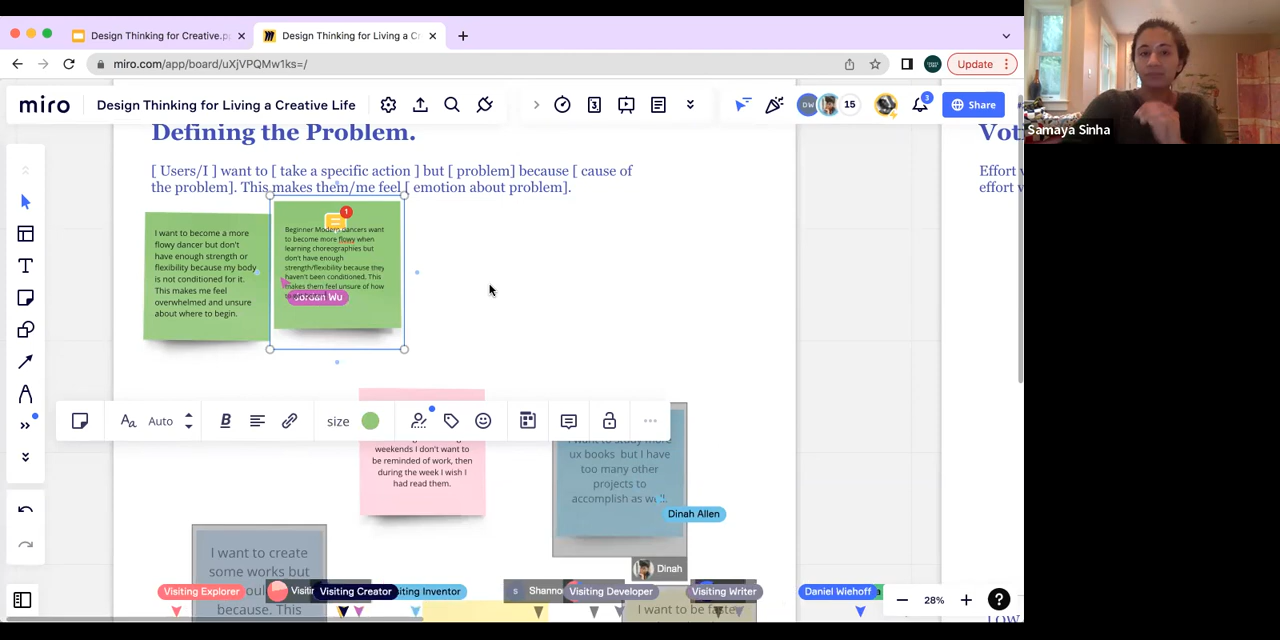 Design Thinking for Creative.p
Design Thinking for Living a C
miro.com/app/board/uXjVPQMw1ks=/
Update
miro
Design Thinking for Living a Creative Life
3
DW
15
3
Share
Samaya Sinha
Defining the Problem.
Vot
[ Users/I ] want to [ take a specific action ] but [ problem] because [ cause of
the problem]. This makes them/me feel [ emotion about problem].
Effort v
effort v
I want to become a more
flowy dancer but don't
have enough strength or
flexibility because my body
is not conditioned for it.
This makes me feel
overwhelmed and unsure
about where to begin.
1
Beginner Modern Dancers want
to become more flowy when
learning choreographies but
don't have enough
strength/flexibility because they
haven't been conditioned. This
makes them feel unsure of how
Jordan Wu
Aa
Auto
B
size
weekends I don't want to
be reminded of work, then
during the week I wish I
had read them.
I want to study more
ux books but I have
too many other
projects to
accomplish as well.
Dinah Allen
Dinah
I want to create
some works but
because. This
Visiting Explorer
Visiting Creator
Inventor
Shanno
Visiting Developer
Visiting Writer
Daniel Wiehoff
I want to be faste
28%
?
Low